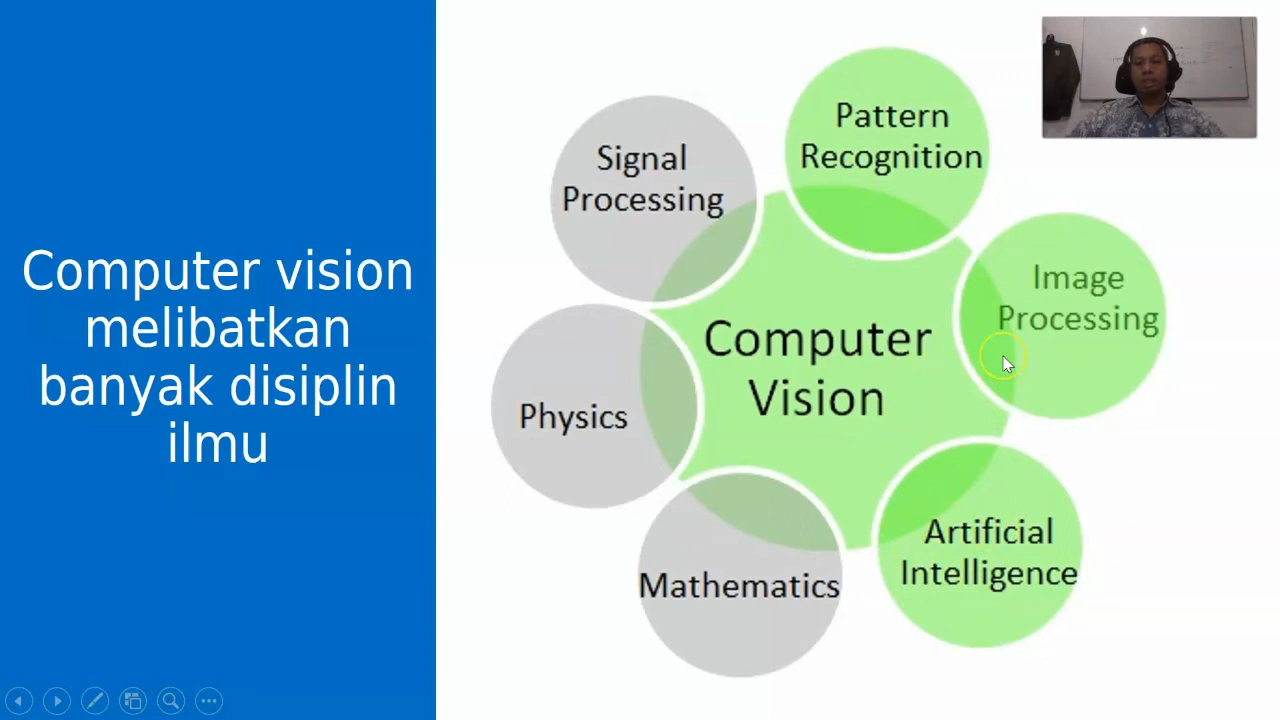 Computer vision
melibatkan
banyak disiplin
ilmu
Pattern
Recognition
Signal
Processing
Image
Processing
Computer
Vision
Physics
Artificial
Intelligence
Mathematics